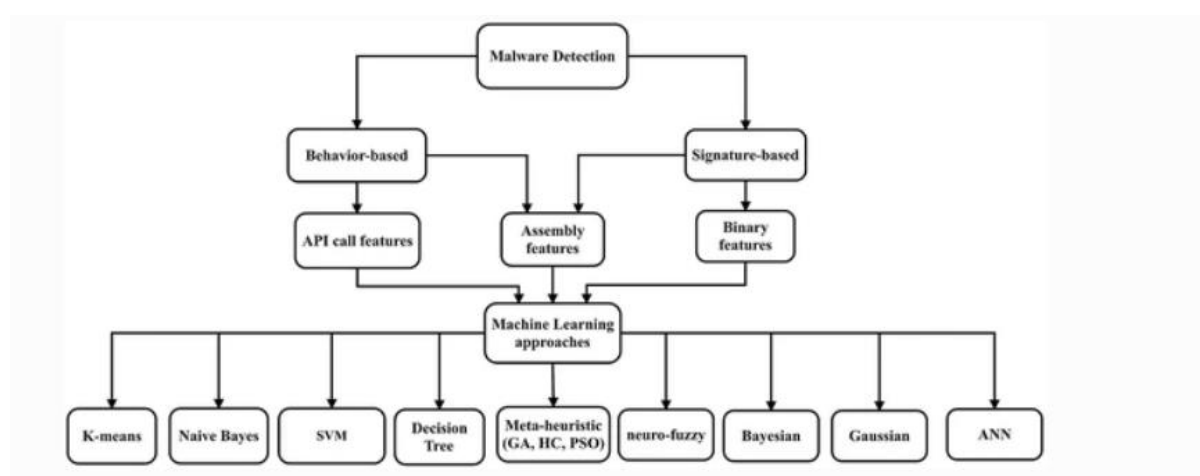 Malware Detection
Behavior-based
Signature-based
API call features
Assembly
features
Binary
features
Machine Learning
approaches
K-means
Naive Bayes
SVM
Decision
Tree
Meta-heuristic
(GA, HC, PSO)
neuro-fuzzy
Bayesian
Gaussian
ANN